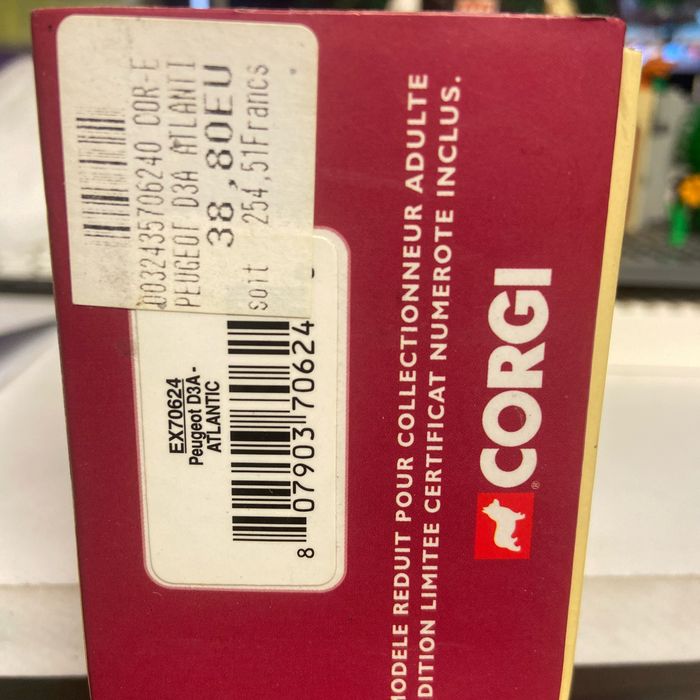 0032435706240 COR-E
PEUGEOT D3A ATLANTI
38,80EU
soit 254,51Francs
EX70624
Peugeot D3A -
ATLANTIC
8 07903 70624
MODELE REDUIT POUR COLLECTIONNEUR ADULTE
DITION LIMITEE CERTIFICAT NUMEROTE INCLUS.
CORGI